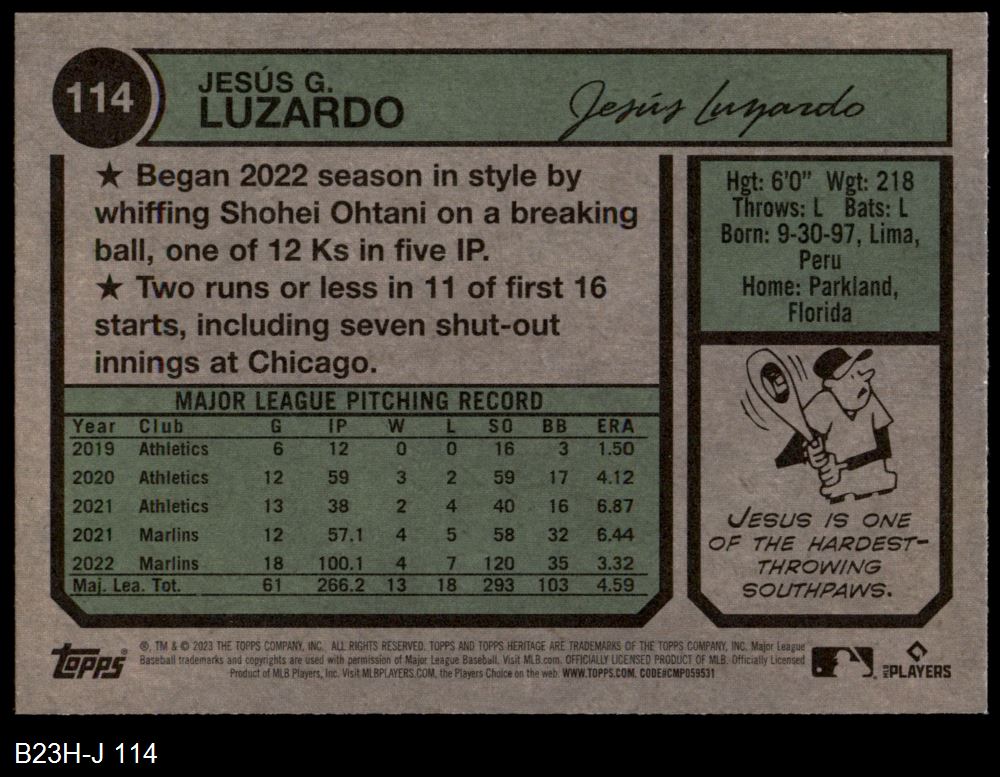 114
JESÚS G.
LUZARDO
Jesús Luzardo
★ Began 2022 season in style by
whiffing Shohei Ohtani on a breaking
ball, one of 12 Ks in five IP.
★ Two runs or less in 11 of first 16
starts, including seven shut-out
innings at Chicago.
Hgt: 6'0" Wgt: 218
Throws: L Bats: L
Born: 9-30-97, Lima,
Peru
Home: Parkland,
Florida
MAJOR LEAGUE PITCHING RECORD
Year Club G IP W L SO BB ERA
2019 Athletics 6 12 0 0 16 3 1.50
2020 Athletics 12 59 3 2 59 17 4.12
2021 Athletics 13 38 2 4 40 16 6.87
2021 Marlins 12 57.1 4 5 58 32 6.44
2022 Marlins 18 100.1 4 7 120 35 3.32
Maj. Lea. Tot. 61 266.2 13 18 293 103 4.59
JESUS IS ONE
OF THE HARDEST-
THROWING
SOUTHPAWS.
topps
®, TM & © 2023 THE TOPPS COMPANY, INC. ALL RIGHTS RESERVED. TOPPS AND TOPPS HERITAGE ARE TRADEMARKS OF THE TOPPS COMPANY, INC. Major League
Baseball trademarks and copyrights are used with permission of Major League Baseball. Visit MLB.com. OFFICIALLY LICENSED PRODUCT OF MLB. Officially Licensed
Product of MLB Players, Inc. Visit MLBPLAYERS.COM, the Players Choice on the web. WWW.TOPPS.COM. CODE#CMP059531
MLB PLAYERS
B23H-J 114